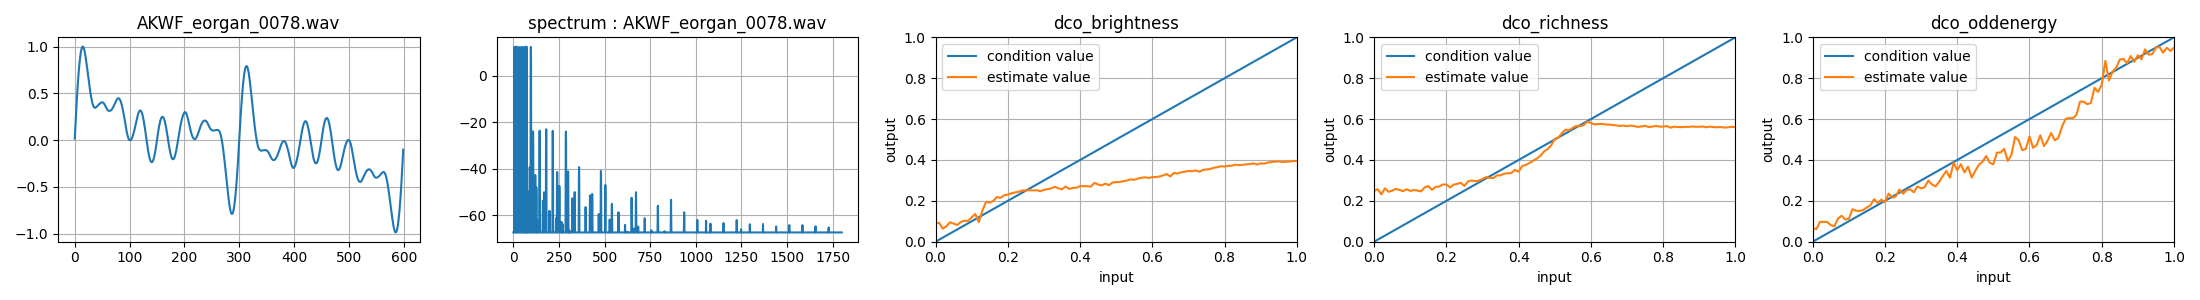 AKWF_eorgan_0078.wav
1.0
0.5
0.0
−0.5
−1.0
0 100 200 300 400 500 600
spectrum : AKWF_eorgan_0078.wav
0
−20
−40
−60
0 250 500 750 1000 1250 1500 1750
dco_brightness
condition value
estimate value
output
1.0
0.8
0.6
0.4
0.2
0.0
0.0 0.2 0.4 0.6 0.8 1.0
input
dco_richness
condition value
estimate value
output
1.0
0.8
0.6
0.4
0.2
0.0
0.0 0.2 0.4 0.6 0.8 1.0
input
dco_oddenergy
condition value
estimate value
output
1.0
0.8
0.6
0.4
0.2
0.0
0.0 0.2 0.4 0.6 0.8 1.0
input